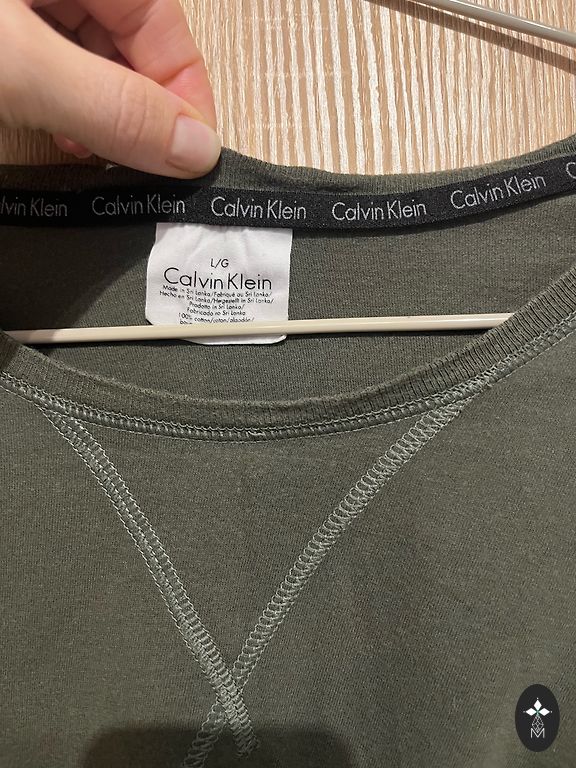 lvin Klein Calvin Klein Calvin Klein Calvin Klein Calvin Klein C
L/G
Calvin Klein
Made in Sri Lanka/Fabriqué au Sri Lanka/
Hecho en Sri Lanka/Hergestellt in Sri Lanka/
Prodotto in Sri Lanka/
Fabricado no Sri Lanka
100% cotton/coton/algodón/
M